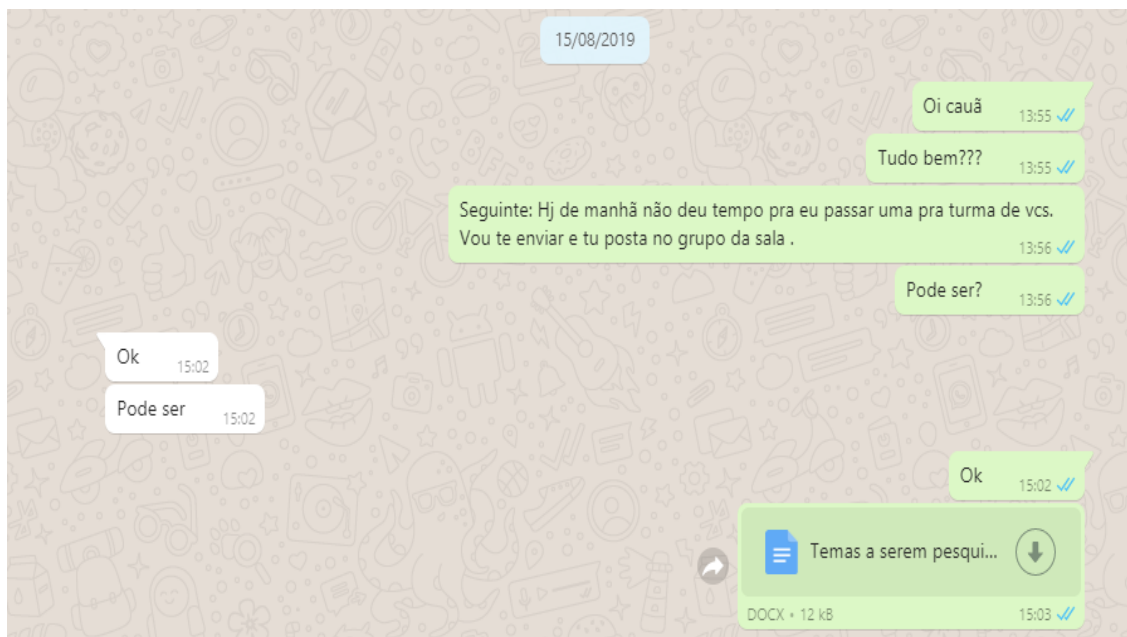 15/08/2019
Oi cauã
13:55
Tudo bem???
13:55
Seguinte: Hj de manhã não deu tempo pra eu passar uma pra turma de vcs.
Vou te enviar e tu posta no grupo da sala .
13:56
Pode ser?
13:56
Ok
15:02
Pode ser
15:02
Ok
15:02
Temas a serem pesqui...
DOCX • 12 kB
15:03